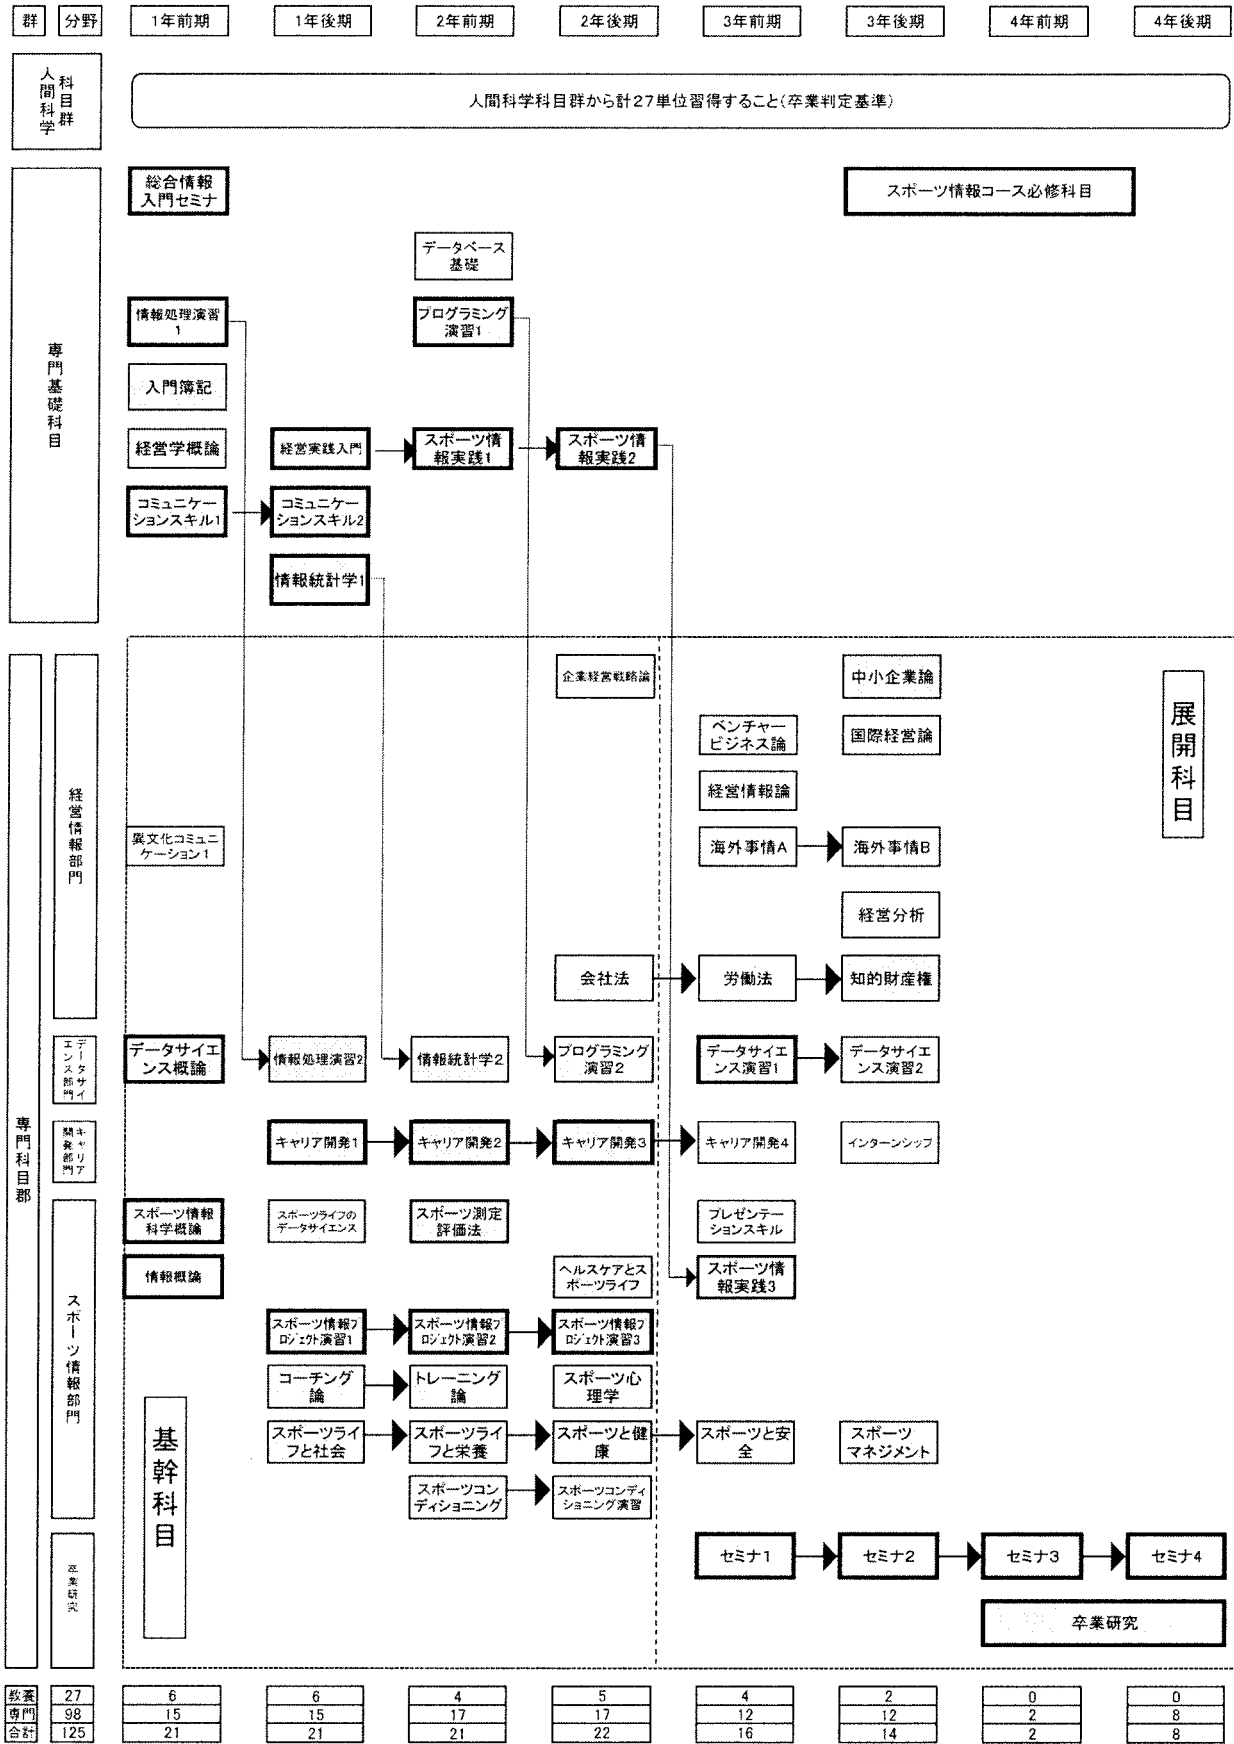 群
分野
1年前期
1年後期
2年前期
2年後期
3年前期
3年後期
4年前期
4年後期
人間科学
科目群
人間科学科目群から計27単位習得すること(卒業判定基準)
専門基礎科目
総合情報
入門セミナ
スポーツ情報コース必修科目
データベース
基礎
情報処理演習
1
プログラミング
演習1
入門簿記
経営学概論
経営実践入門
スポーツ情
報実践1
スポーツ情
報実践2
コミュニケー
ションスキル1
コミュニケー
ションスキル2
情報統計学1
専門科目郡
経営情報部門
企業経営戦略論
中小企業論
展開科目
ベンチャー
ビジネス論
国際経営論
経営情報論
異文化コミュニ
ケーション1
海外事情A
海外事情B
経営分析
会社法
労働法
知的財産権
データサイ
エンス部門
データサイエ
ンス概論
情報処理演習2
情報統計学2
プログラミング
演習2
データサイエ
ンス演習1
データサイエ
ンス演習2
キャリア
開発部門
キャリア開発1
キャリア開発2
キャリア開発3
キャリア開発4
インターンシップ
スポーツ情報部門
スポーツ情報
科学概論
スポーツライフの
データサイエンス
スポーツ測定
評価法
プレゼンテー
ションスキル
情報概論
ヘルスケアとス
ポーツライフ
スポーツ情
報実践3
スポーツ情報プ
ロジェクト演習1
スポーツ情報プ
ロジェクト演習2
スポーツ情報プ
ロジェクト演習3
コーチング
論
トレーニング
論
スポーツ心
理学
基幹科目
スポーツライ
フと社会
スポーツライ
フと栄養
スポーツと健
康
スポーツと安
全
スポーツ
マネジメント
スポーツコン
ディショニング
スポーツコンディ
ショニング演習
卒業研究
セミナ1
セミナ2
セミナ3
セミナ4
卒業研究
教養 27 6 6 4 5 4 2 0 0
専門 98 15 15 17 17 12 12 2 8
合計 125 21 21 21 22 16 14 2 8